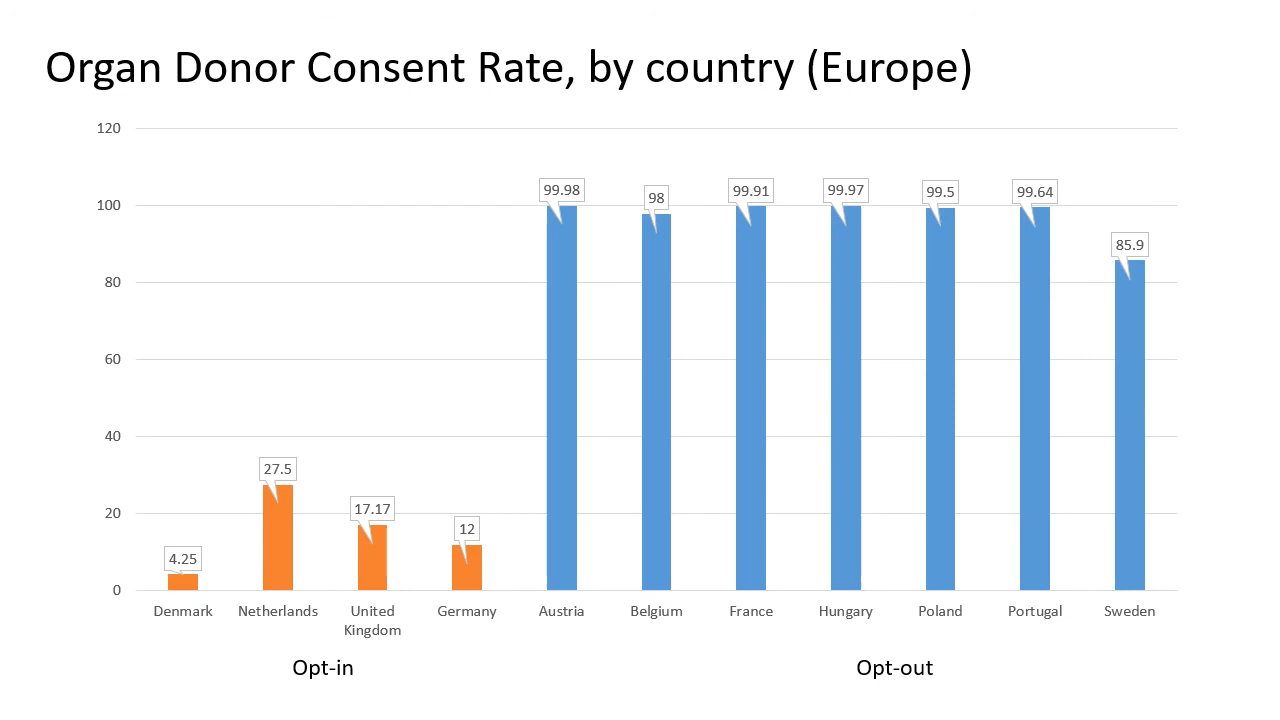 Organ Donor Consent Rate, by country (Europe)
120
100
80
60
40
20
0
4.25
27.5
17.17
12
99.98
98
99.91
99.97
99.5
99.64
85.9
Denmark
Netherlands
United
Kingdom
Germany
Austria
Belgium
France
Hungary
Poland
Portugal
Sweden
Opt-in
Opt-out